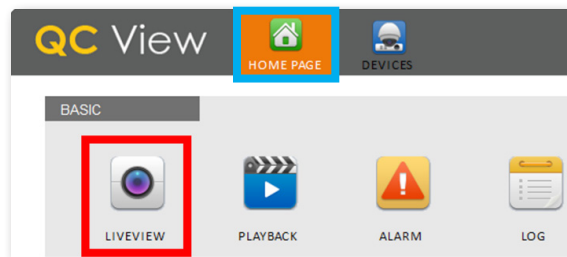 QC View
HOME PAGE
DEVICES
BASIC
LIVEVIEW
PLAYBACK
ALARM
LOG